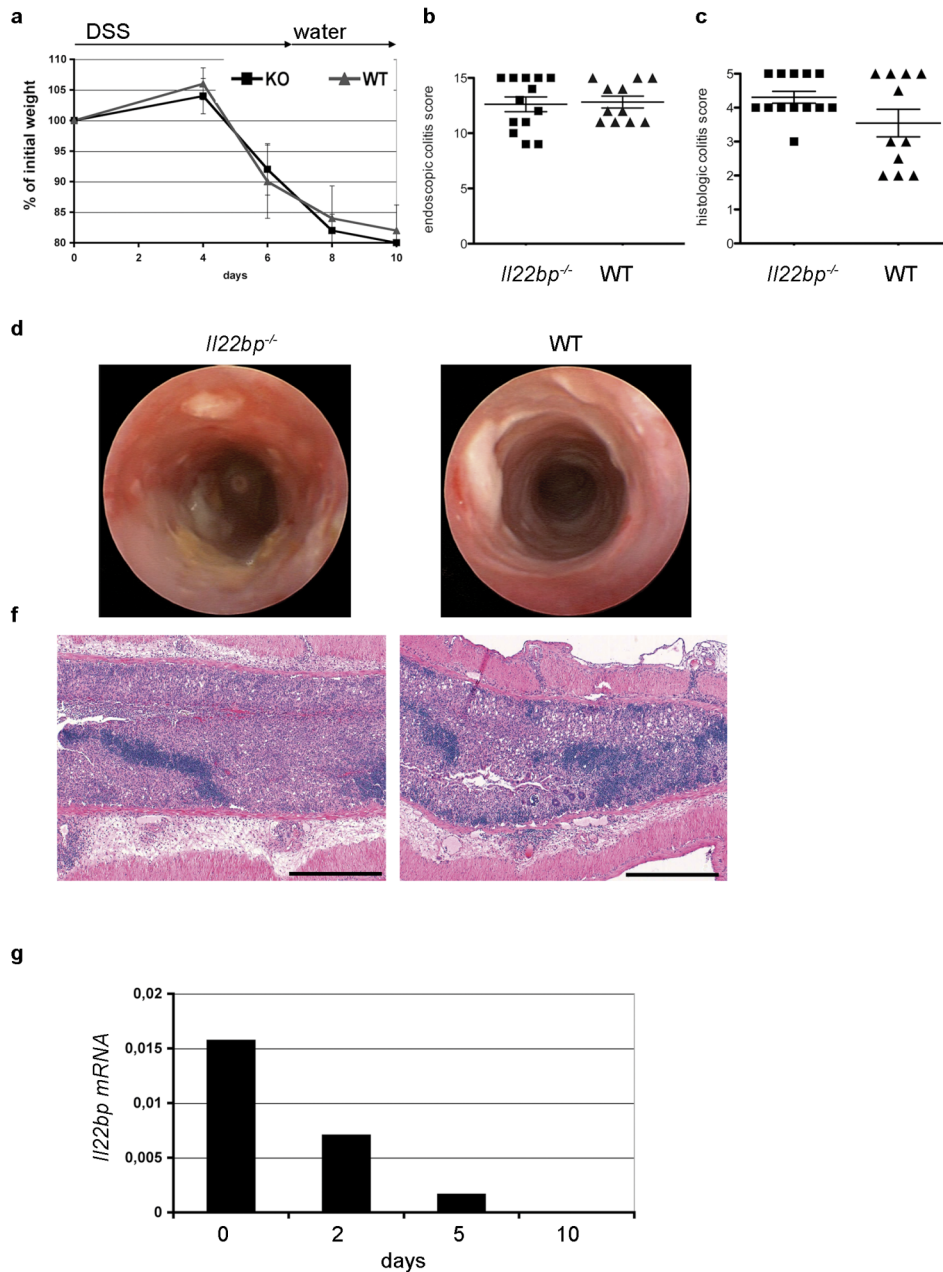 a
DSS water
110
105
100
95
90
85
80
% of initial weight
KO WT
0 2 4 6 8 10
days
b
15
10
5
0
endoscopic colitis score
Il22bp-/- WT
c
5
4
3
2
1
0
histologic colitis score
Il22bp-/- WT
d
Il22bp-/- WT
f
g
0,02
0,015
0,01
0,005
0
Il22bp mRNA
0 2 5 10
days